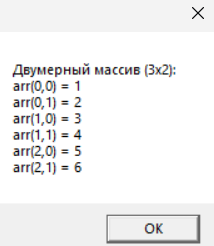 Двумерный массив (3x2):
arr(0,0) = 1
arr(0,1) = 2
arr(1,0) = 3
arr(1,1) = 4
arr(2,0) = 5
arr(2,1) = 6
OK